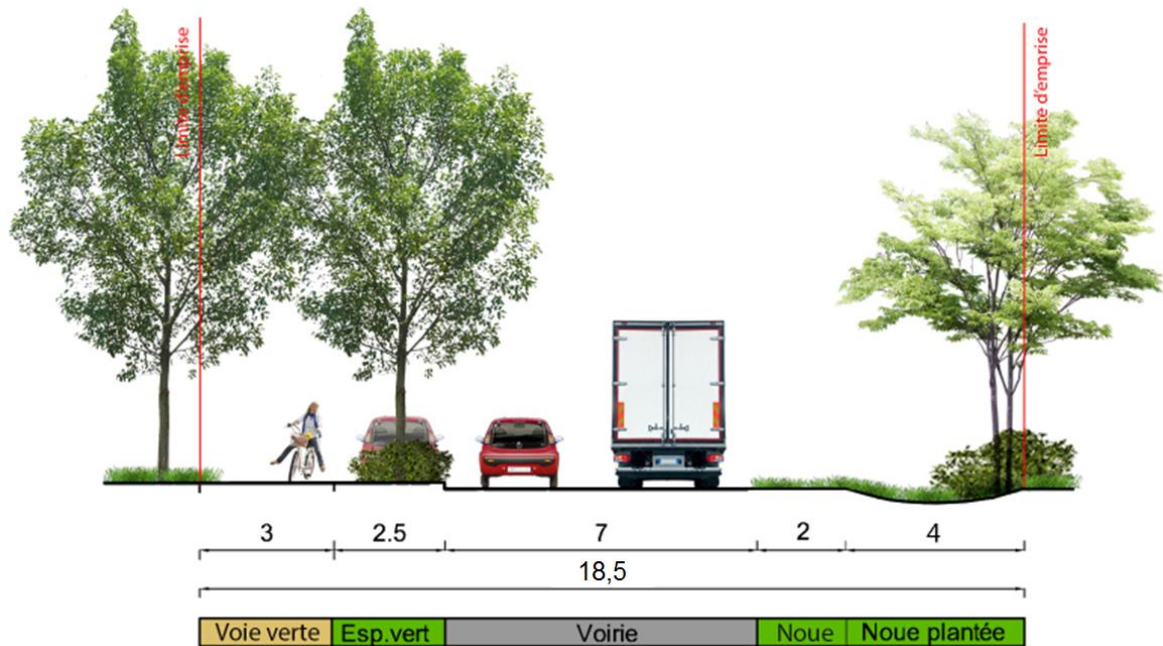 Limite d'emprise
Limite d'emprise
3
2.5
7
2
4
18,5
Voie verte
Esp.vert
Voirie
Noue
Noue plantée